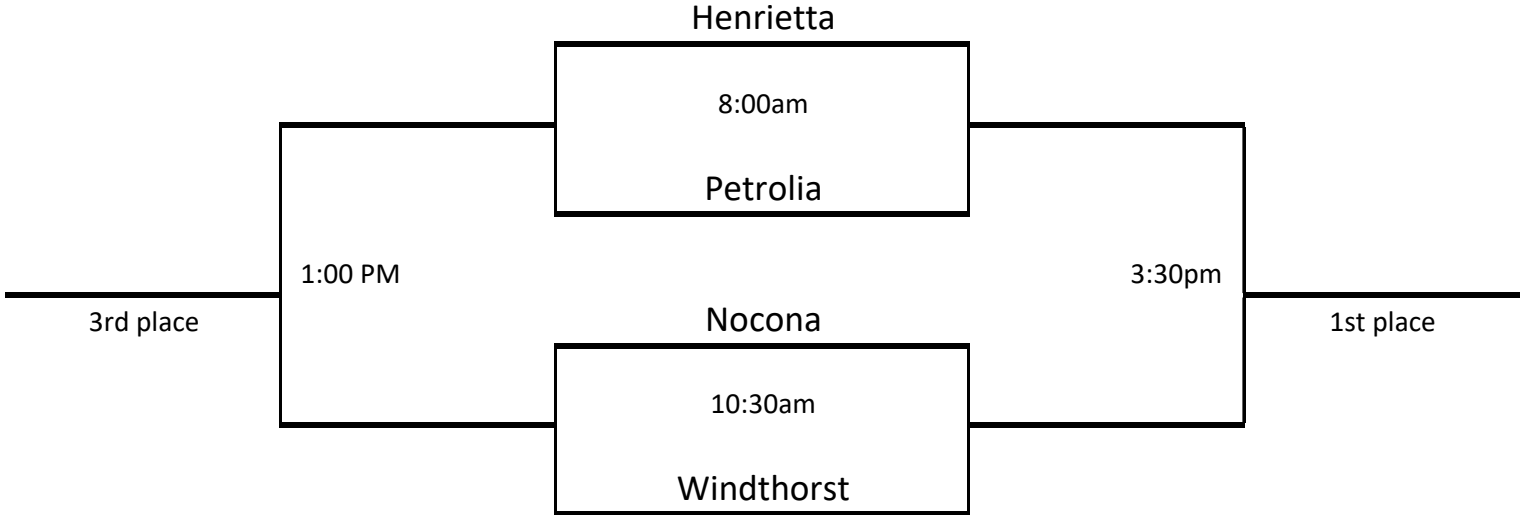 Henrietta
8:00am
Petrolia
1:00 PM
3:30pm
3rd place
Nocona
1st place
10:30am
Windthorst